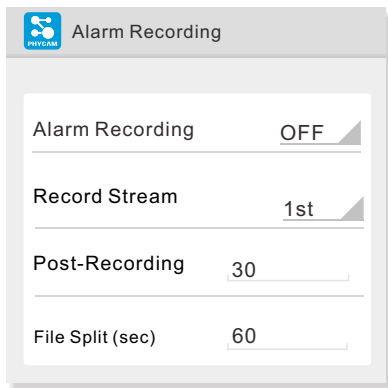 PHYCAM
Alarm Recording
Alarm Recording OFF
Record Stream 1st
Post-Recording 30
File Split (sec) 60